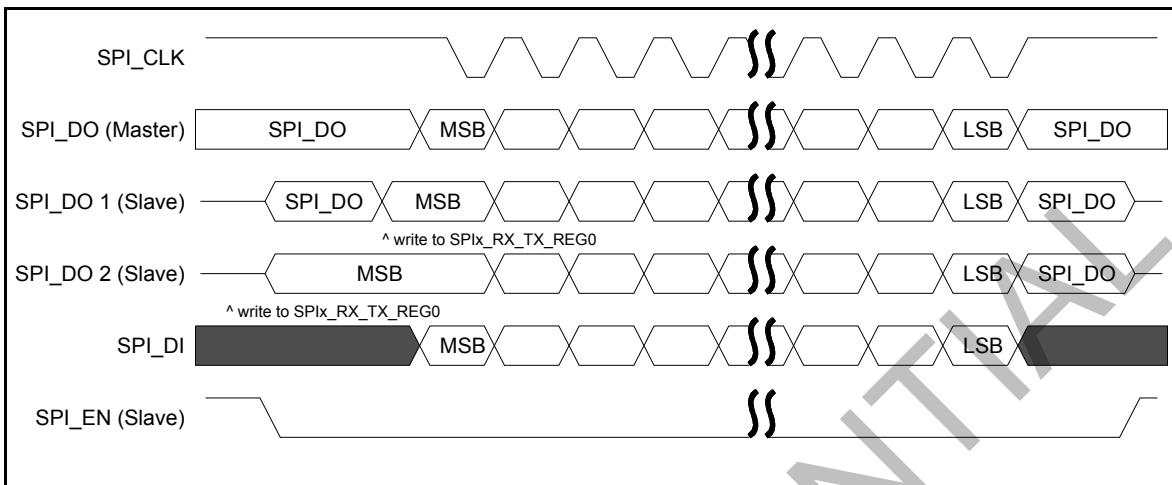 SPI_CLK
SPI_DO (Master) SPI_DO MSB LSB SPI_DO
SPI_DO 1 (Slave) SPI_DO MSB LSB SPI_DO
^ write to SPIx_RX_TX_REG0
SPI_DO 2 (Slave) MSB LSB SPI_DO
^ write to SPIx_RX_TX_REG0
SPI_DI MSB LSB
SPI_EN (Slave)
NTIAL